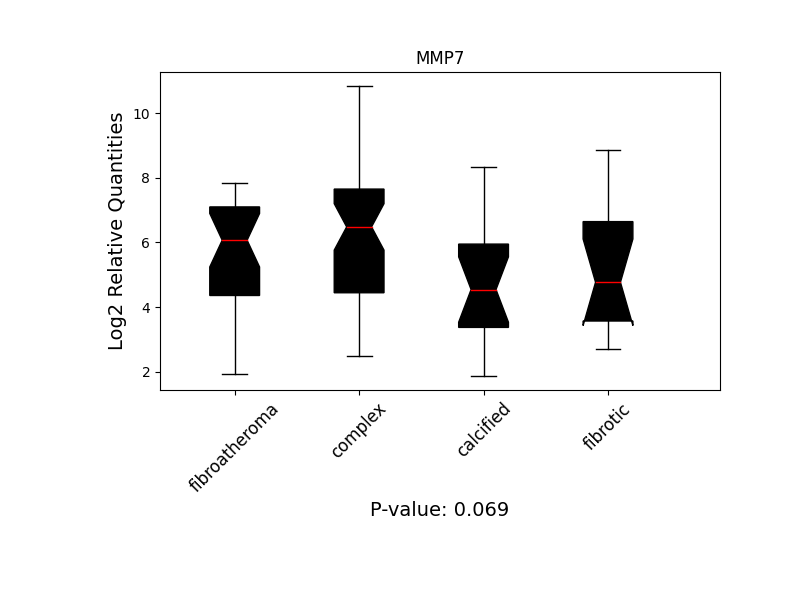 MMP7
Log2 Relative Quantities
10
8
6
4
2
fibroatheroma
complex
calcified
fibrotic
P-value: 0.069